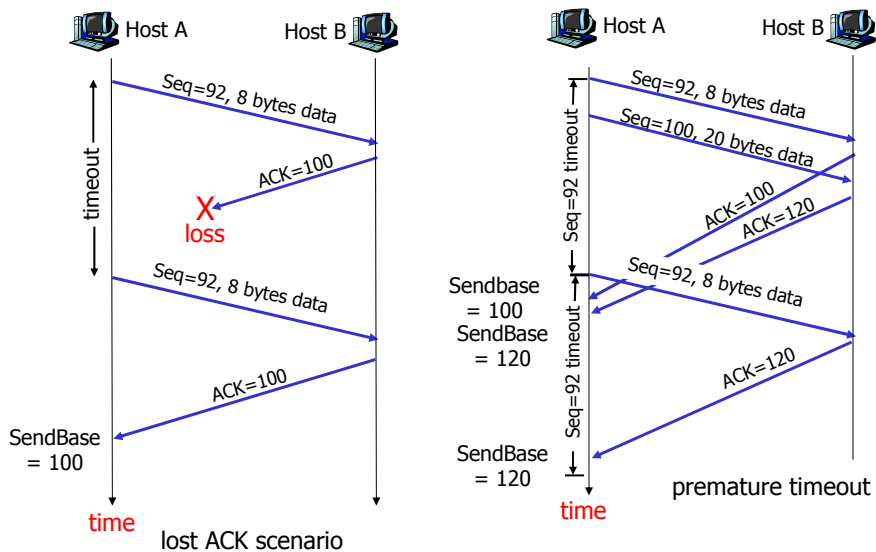 Host A
Host B
Seq=92, 8 bytes data
timeout
ACK=100
X
loss
Seq=92, 8 bytes data
ACK=100
SendBase
= 100
time
lost ACK scenario
Host A
Host B
Seq=92, 8 bytes data
Seq=100, 20 bytes data
Seq=92 timeout
ACK=100
ACK=120
Seq=92, 8 bytes data
Sendbase
= 100
SendBase
= 120
Seq=92 timeout
ACK=120
SendBase
= 120
time
premature timeout